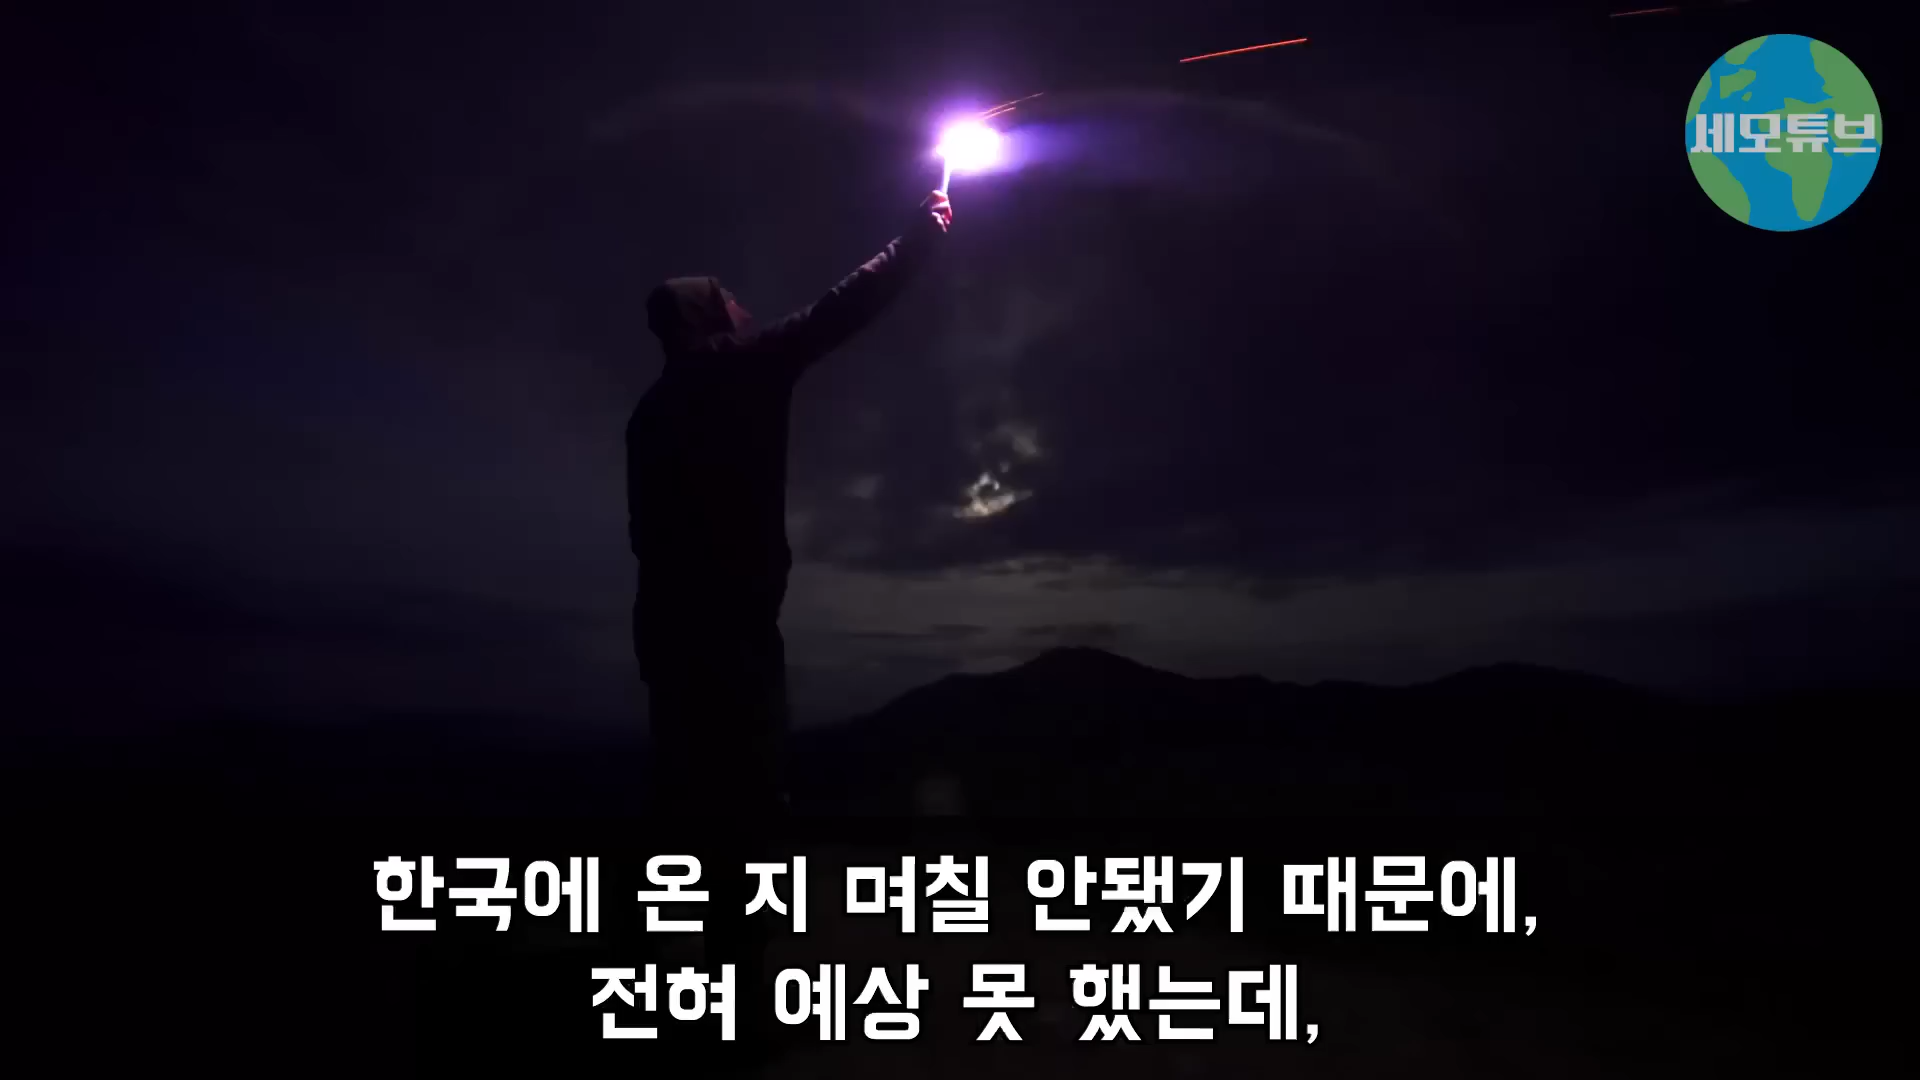 세모튜브
한국에 온 지 며칠 안됐기 때문에,
전혀 예상 못 했는데,